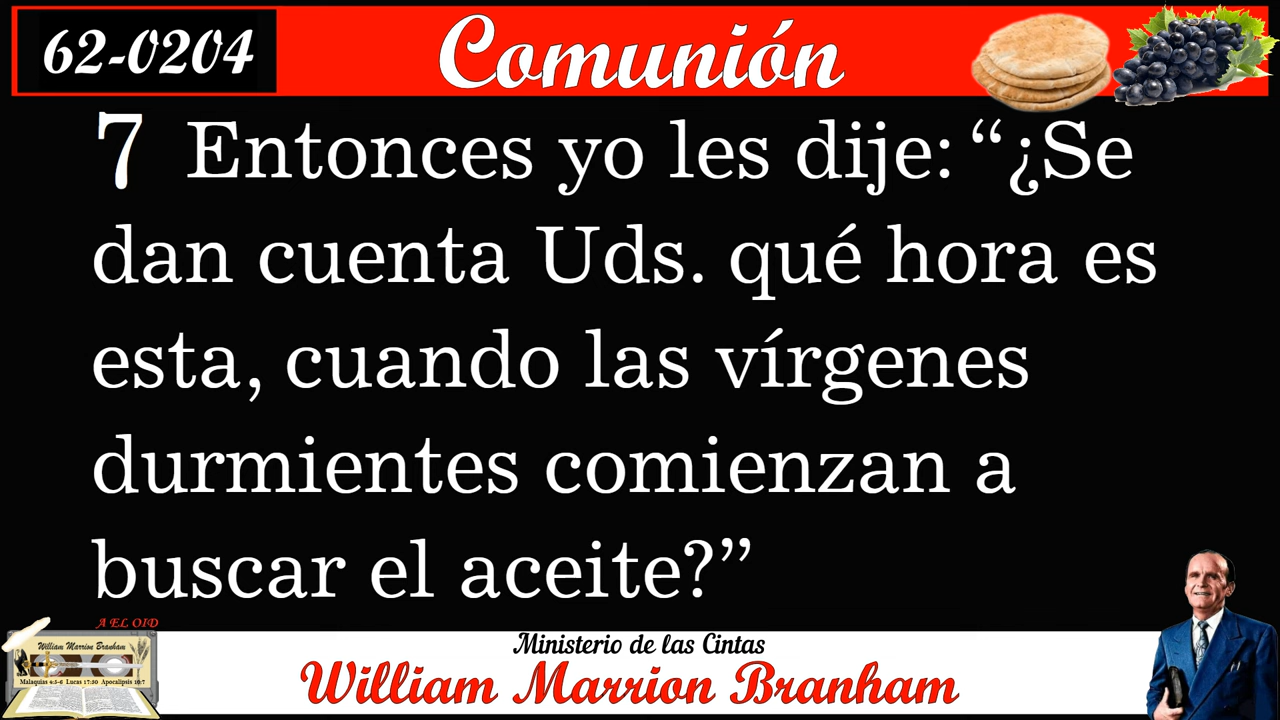 62-0204
Comunión
7 Entonces yo les dije: “¿Se
dan cuenta Uds. qué hora es
esta, cuando las vírgenes
durmientes comienzan a
buscar el aceite?”
A EL OID
William Marrion Branham
Malaquías 4:5-6 Lucas 17:30 Apocalipsis 10:7
Ministerio de las Cintas
William Marrion Branham